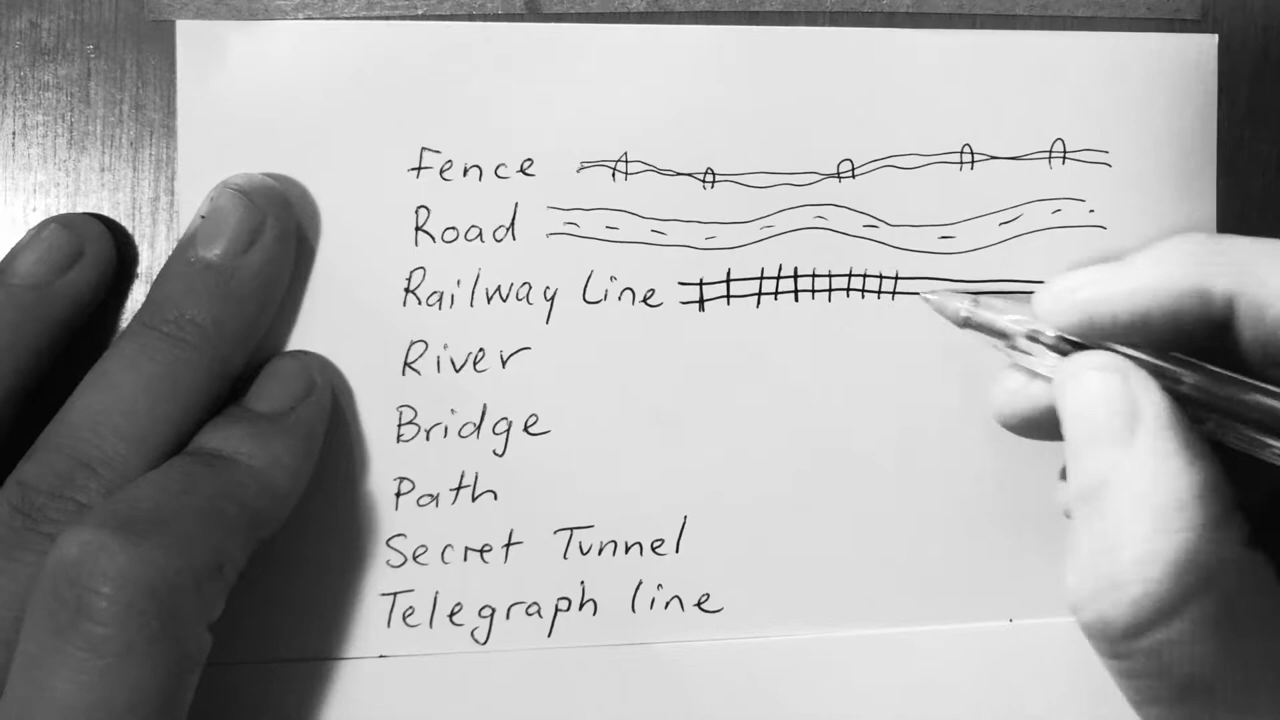 Fence
Road
Railway Line
River
Bridge
Path
Secret Tunnel
Telegraph line